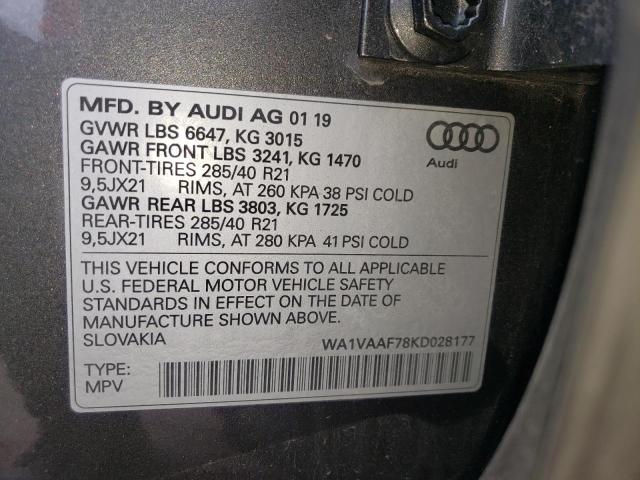 MFD. BY AUDI AG 01 19
GVWR LBS 6647, KG 3015
GAWR FRONT LBS 3241, KG 1470
FRONT-TIRES 285/40 R21
9,5JX21 RIMS, AT 260 KPA 38 PSI COLD
GAWR REAR LBS 3803, KG 1725
REAR-TIRES 285/40 R21
9,5JX21 RIMS, AT 280 KPA 41 PSI COLD
Audi
THIS VEHICLE CONFORMS TO ALL APPLICABLE
U.S. FEDERAL MOTOR VEHICLE SAFETY
STANDARDS IN EFFECT ON THE DATE OF
MANUFACTURE SHOWN ABOVE.
SLOVAKIA WA1VAAF78KD028177
TYPE:
MPV